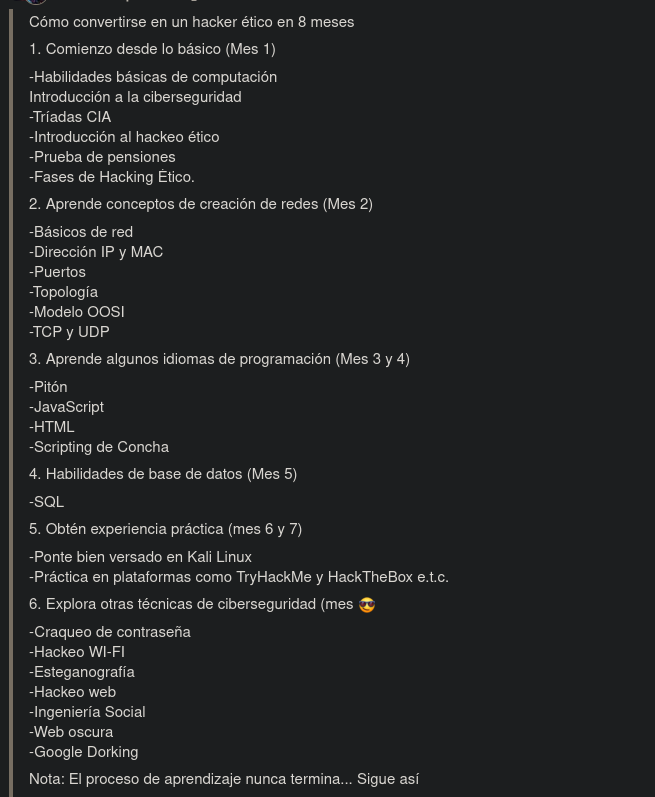 Cómo convertirse en un hacker ético en 8 meses
1. Comienzo desde lo básico (Mes 1)
-Habilidades básicas de computación
Introducción a la ciberseguridad
-Tríadas CIA
-Introducción al hackeo ético
-Prueba de pensiones
-Fases de Hacking Ético.
2. Aprende conceptos de creación de redes (Mes 2)
-Básicos de red
-Dirección IP y MAC
-Puertos
-Topología
-Modelo OOSI
-TCP y UDP
3. Aprende algunos idiomas de programación (Mes 3 y 4)
-Pitón
-JavaScript
-HTML
-Scripting de Concha
4. Habilidades de base de datos (Mes 5)
-SQL
5. Obtén experiencia práctica (mes 6 y 7)
-Ponte bien versado en Kali Linux
-Práctica en plataformas como TryHackMe y HackTheBox e.t.c.
6. Explora otras técnicas de ciberseguridad (mes 😎
-Craqueo de contraseña
-Hackeo WI-FI
-Esteganografía
-Hackeo web
-Ingeniería Social
-Web oscura
-Google Dorking
Nota: El proceso de aprendizaje nunca termina... Sigue así